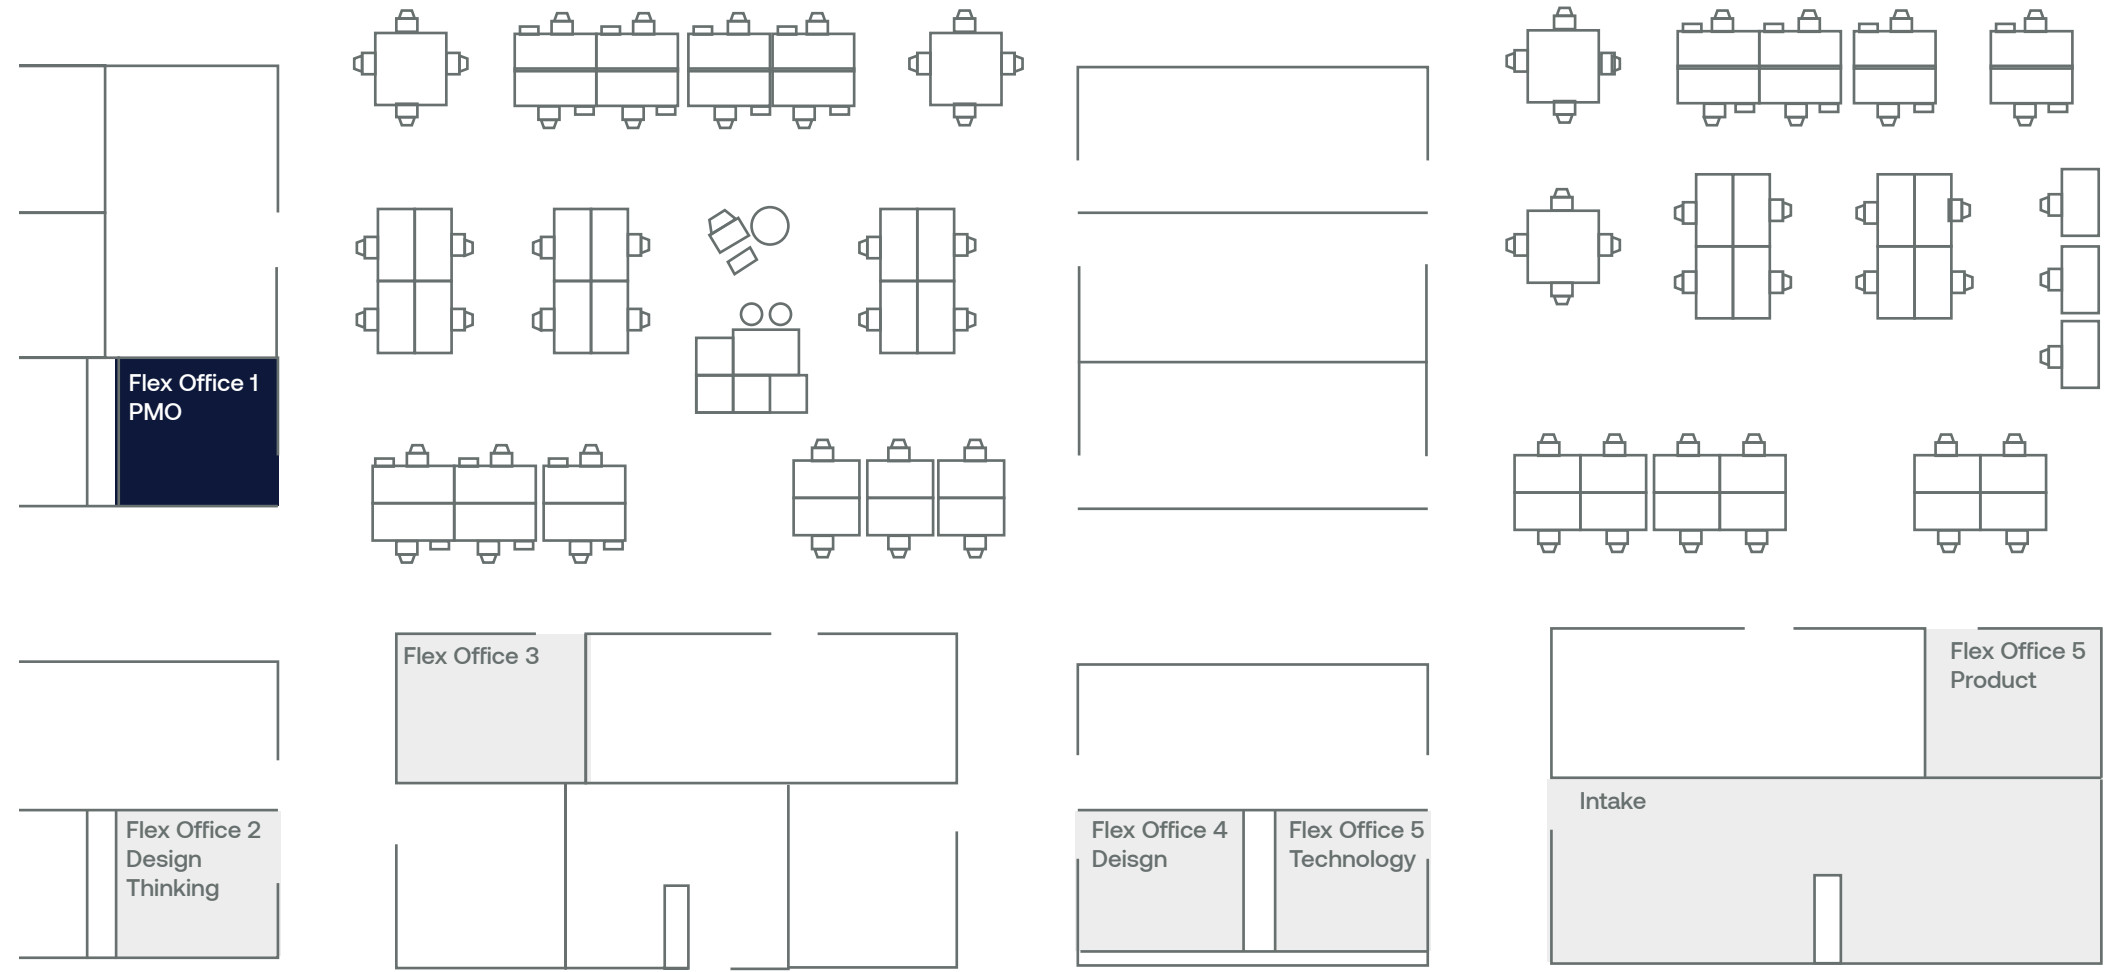 Flex Office 1
PMO
Flex Office 3
Flex Office 5
Product
Intake
Flex Office 2
Design
Thinking
Flex Office 4
Deisgn
Flex Office 5
Technology